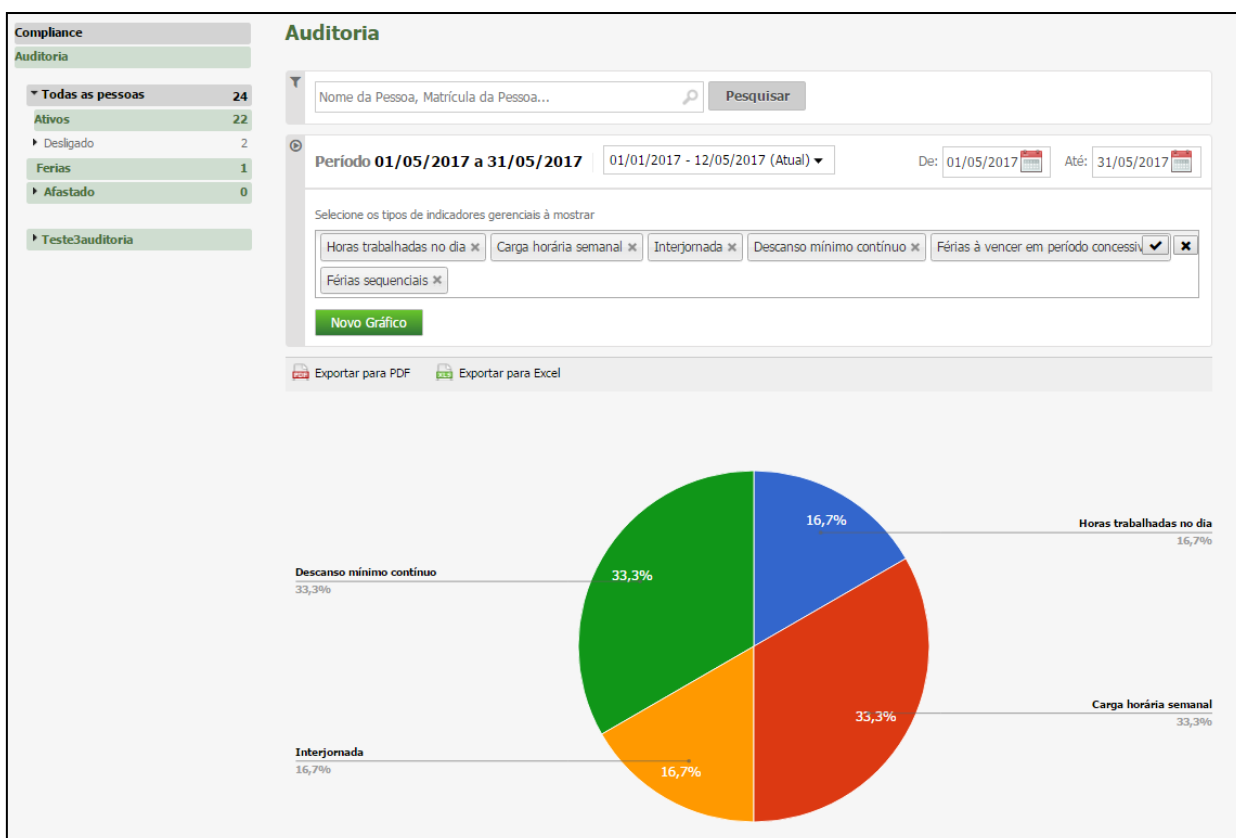 Compliance
Auditoria
Todas as pessoas 24
Ativos 22
Desligado 2
Ferias 1
Afastado 0
Teste3auditoria
Auditoria
Nome da Pessoa, Matrícula da Pessoa... Pesquisar
Período 01/05/2017 a 31/05/2017 01/01/2017 - 12/05/2017 (Atual) De: 01/05/2017 Até: 31/05/2017
Selecione os tipos de indicadores gerenciais à mostrar
Horas trabalhadas no dia Carga horária semanal Interjornada Descanso mínimo contínuo Férias à vencer em período concessiv
Férias sequenciais
Novo Gráfico
PDF Exportar para PDF Exportar para Excel
16,7%
Horas trabalhadas no dia
16,7%
Descanso mínimo contínuo
33,3%
33,3%
Carga horária semanal
33,3%
33,3%
Interjornada
16,7%
16,7%